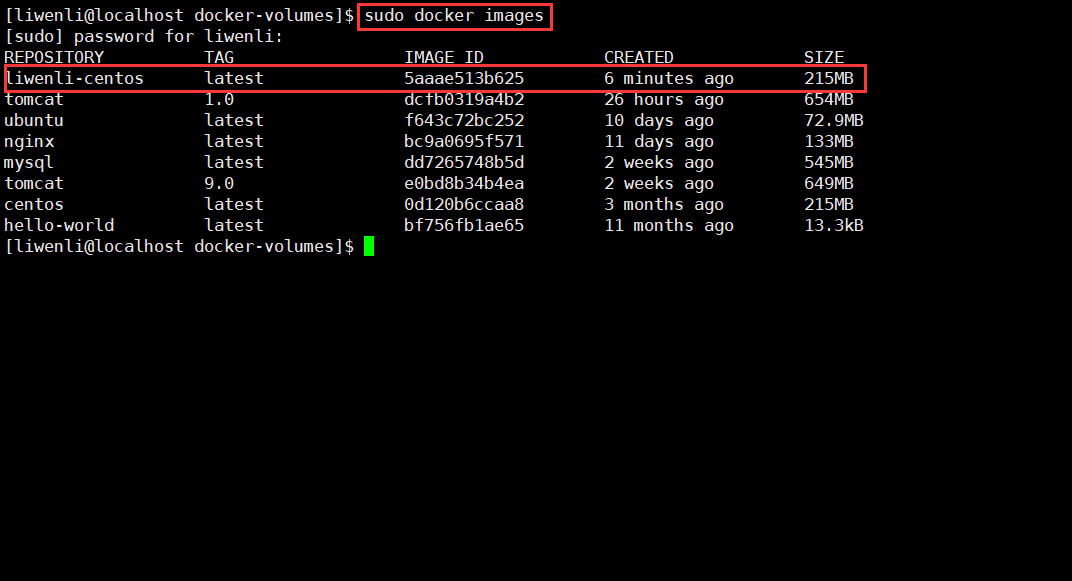 [liwenli@localhost docker-volumes]$ sudo docker images
[sudo] password for liwenli:
REPOSITORY TAG IMAGE ID CREATED SIZE
liwenli-centos latest 5aaae513b625 6 minutes ago 215MB
tomcat 1.0 dcfb0319a4b2 26 hours ago 654MB
ubuntu latest f643c72bc252 10 days ago 72.9MB
nginx latest bc9a0695f571 11 days ago 133MB
mysql latest dd7265748b5d 2 weeks ago 545MB
tomcat 9.0 e0bd8b34b4ea 2 weeks ago 649MB
centos latest 0d120b6ccaa8 3 months ago 215MB
hello-world latest bf756fb1ae65 11 months ago 13.3kB
[liwenli@localhost docker-volumes]$